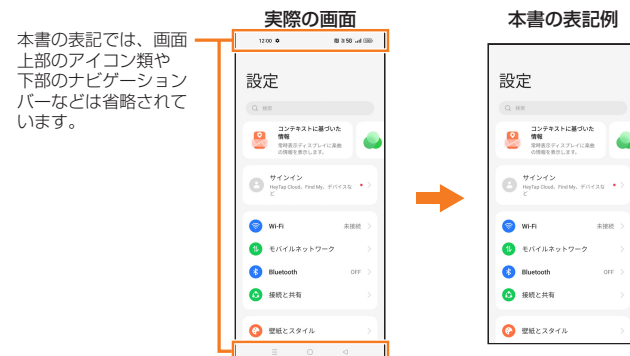 実際の画面
本書の表記例
本書の表記では、画面
上部のアイコン類や
下部のナビゲーション
バーなどは省略されて
います。
12:00
設定
検索
コンテキストに基づいた
情報
常時表示ディスプレイに楽曲
の情報を表示します。
サインイン
HeyTap Cloud、Find My、デバイスな
ど
Wi-Fi 未接続
モバイルネットワーク
Bluetooth OFF
接続と共有
壁紙とスタイル
設定
検索
コンテキストに基づいた
情報
常時表示ディスプレイに楽曲
の情報を表示します。
サインイン
HeyTap Cloud、Find My、デバイスな
ど
Wi-Fi 未接続
モバイルネットワーク
Bluetooth OFF
接続と共有
壁紙とスタイル